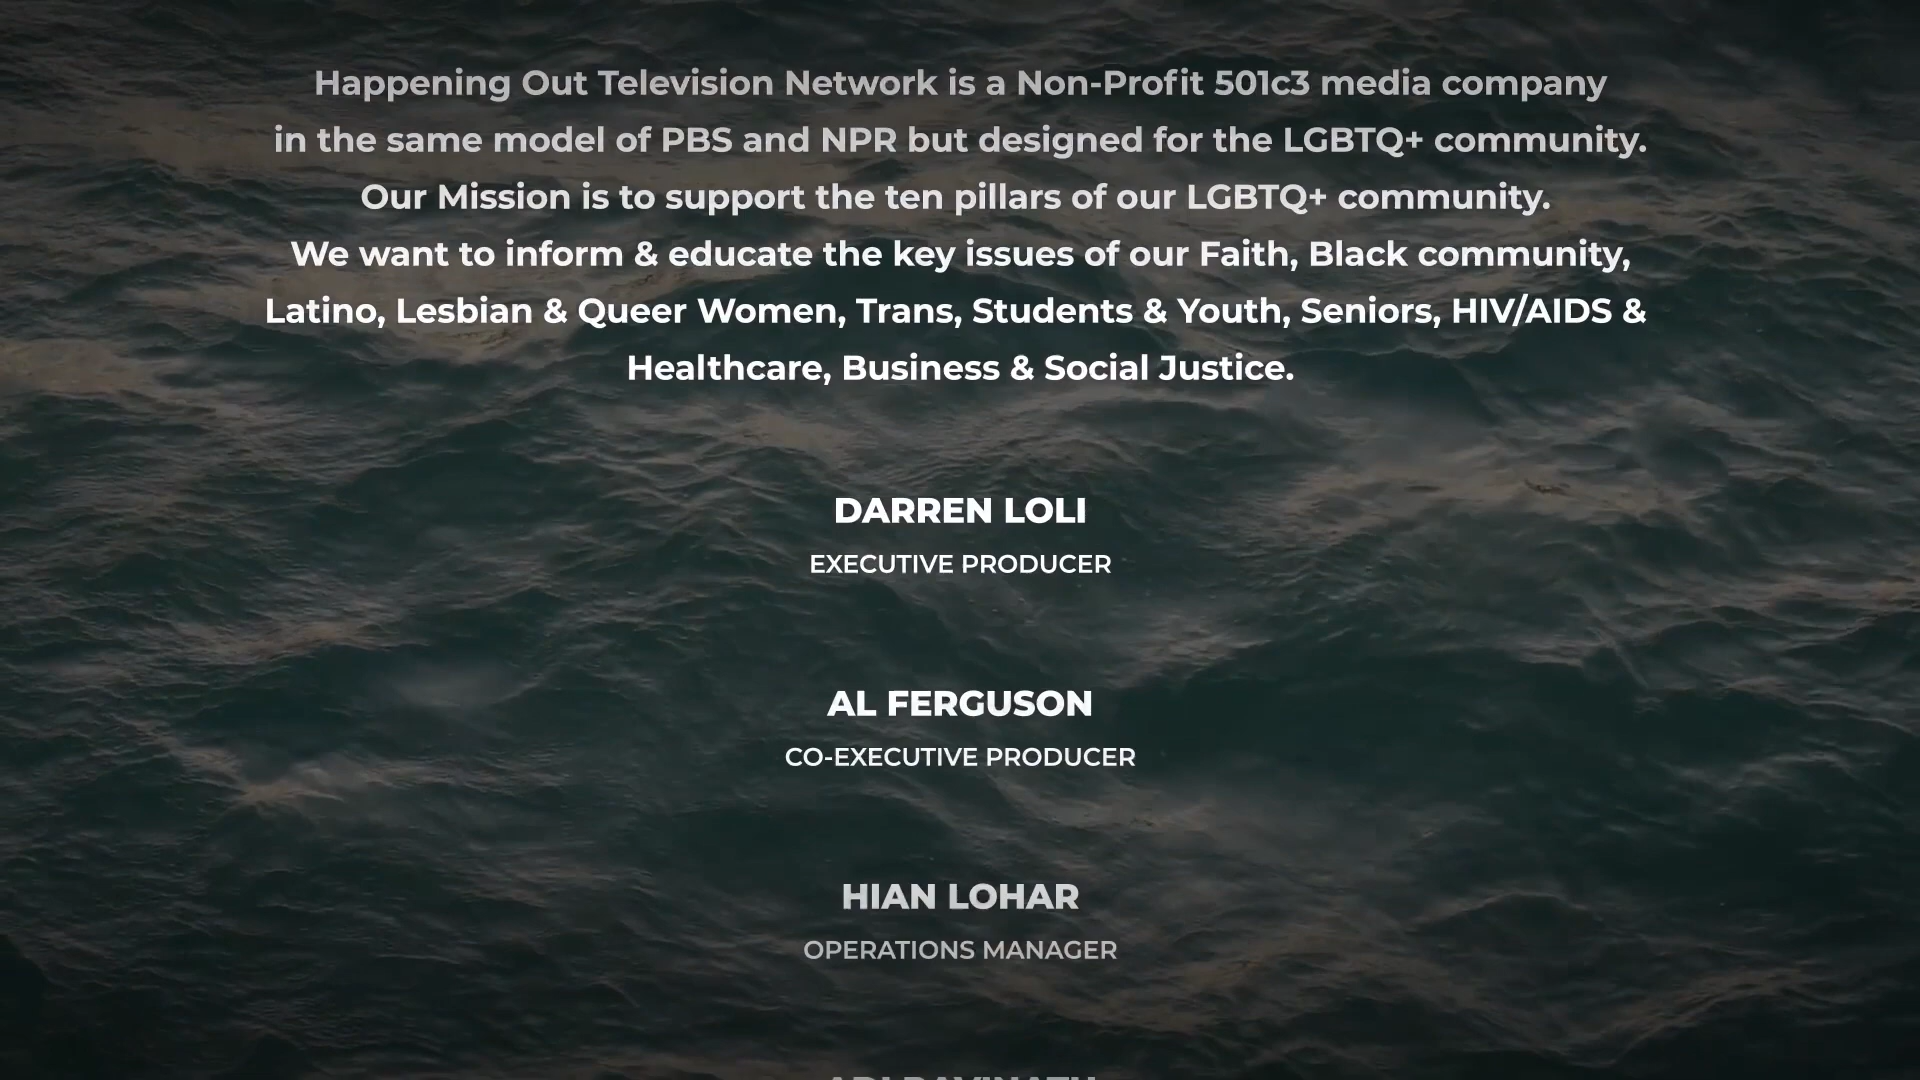 Happening Out Television Network is a Non-Profit 501c3 media company
in the same model of PBS and NPR but designed for the LGBTQ+ community.
Our Mission is to support the ten pillars of our LGBTQ+ community.
We want to inform & educate the key issues of our Faith, Black community,
Latino, Lesbian & Queer Women, Trans, Students & Youth, Seniors, HIV/AIDS &
Healthcare, Business & Social Justice.
DARREN LOLI
EXECUTIVE PRODUCER
AL FERGUSON
CO-EXECUTIVE PRODUCER
HIAN LOHAR
OPERATIONS MANAGER